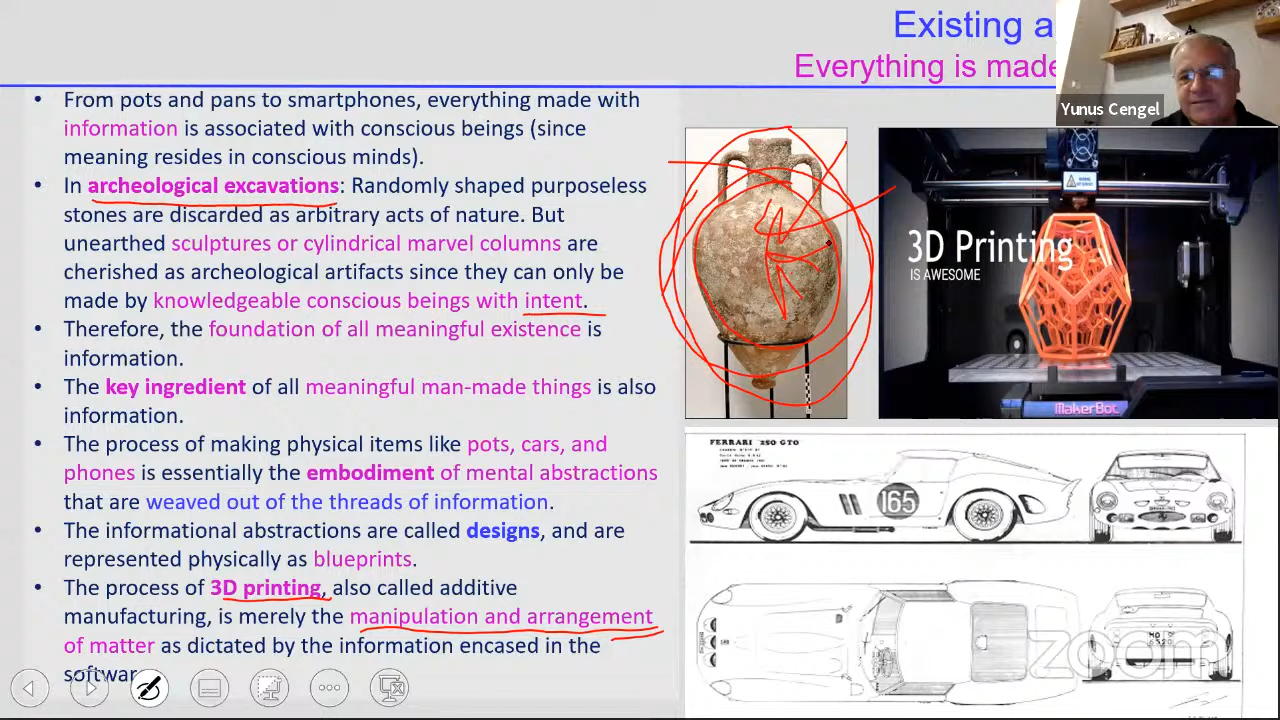 Existing a
Everything is made
Yunus Cengel
• From pots and pans to smartphones, everything made with
information is associated with conscious beings (since
meaning resides in conscious minds).
• In archeological excavations: Randomly shaped purposeless
stones are discarded as arbitrary acts of nature. But
unearthed sculptures or cylindrical marvel columns are
cherished as archeological artifacts since they can only be
made by knowledgeable conscious beings with intent.
• Therefore, the foundation of all meaningful existence is
information.
• The key ingredient of all meaningful man-made things is also
information.
• The process of making physical items like pots, cars, and
phones is essentially the embodiment of mental abstractions
that are weaved out of the threads of information.
• The informational abstractions are called designs, and are
represented physically as blueprints.
• The process of 3D printing, also called additive
manufacturing, is merely the manipulation and arrangement
of matter as dictated by the information encased in the
softwar
3D Printing
IS AWESOME
MakerBot
FERRARI 250 GTO
165
zoom